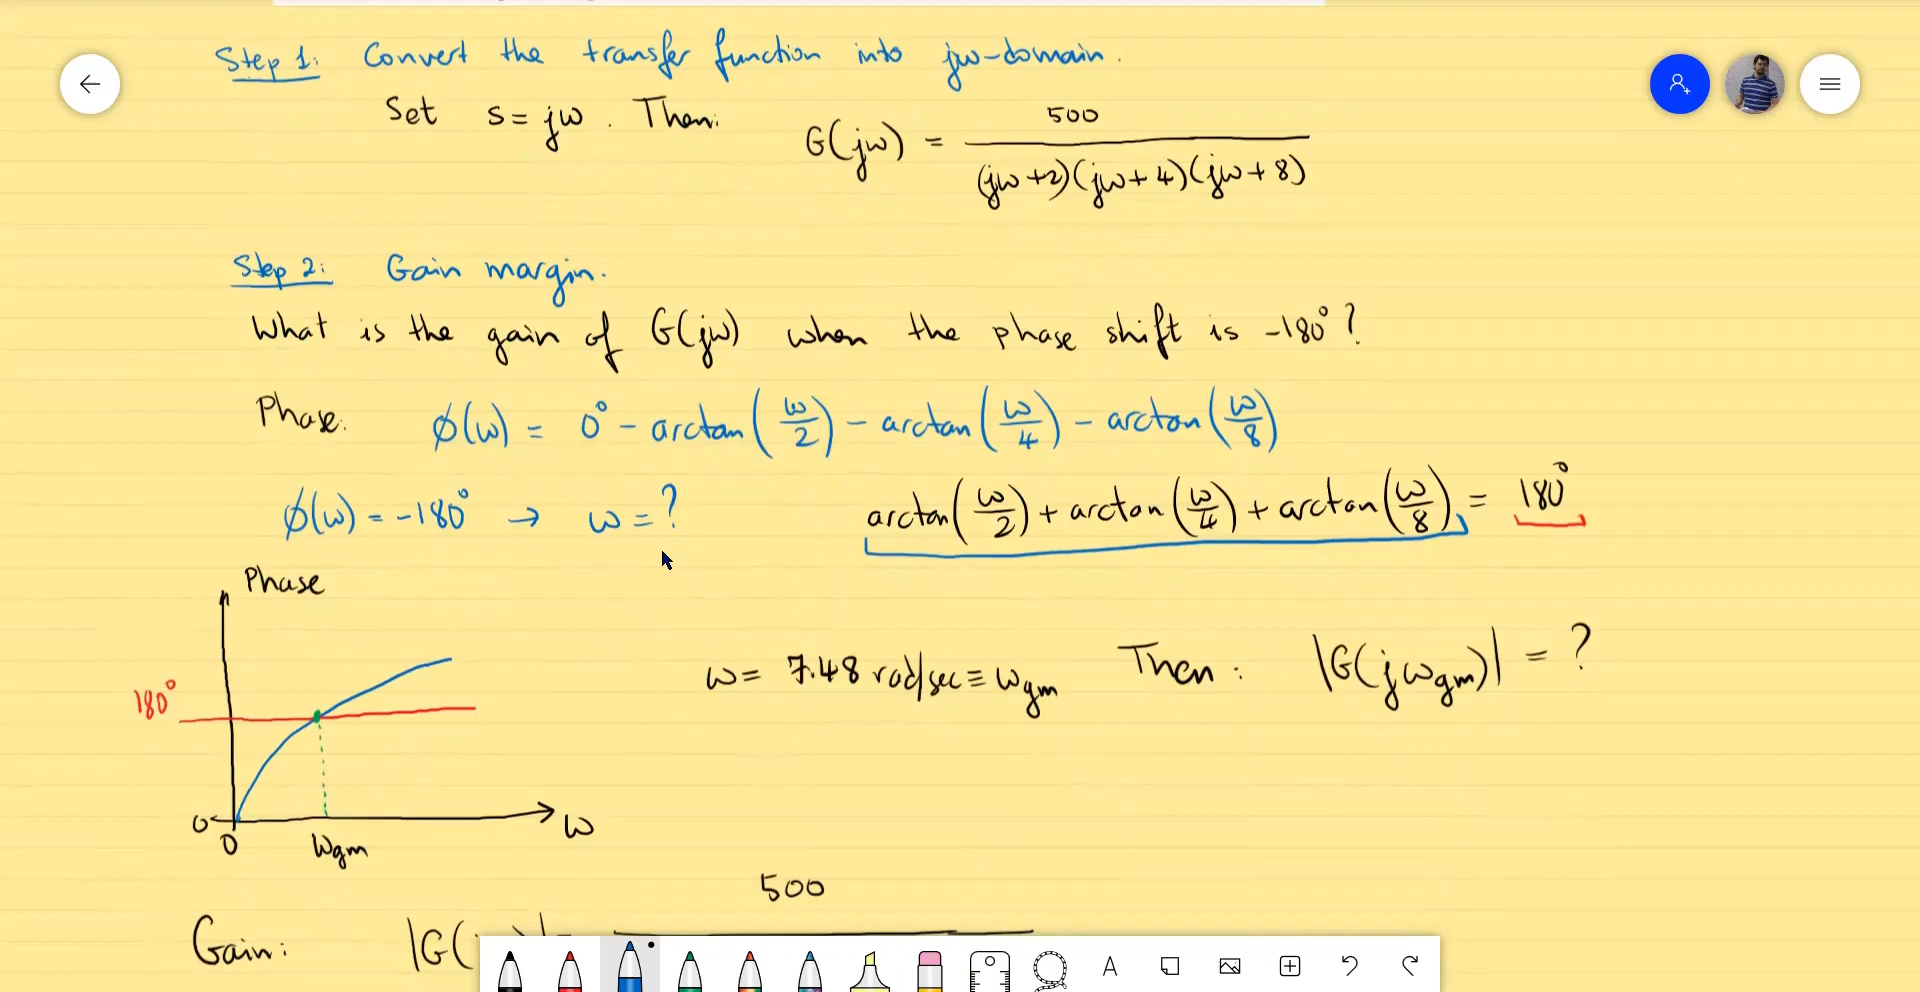 Step 1: Convert the transfer function into jω-domain.
Set s = jω. Then:
G(jω) = 500 / (jω+2)(jω+4)(jω+8)
Step 2: Gain margin.
What is the gain of G(jω) when the phase shift is -180°?
Phase: ϕ(ω) = 0° - arctan(ω/2) - arctan(ω/4) - arctan(ω/8)
ϕ(ω) = -180° → ω = ?
arctan(ω/2) + arctan(ω/4) + arctan(ω/8) = 180°
Phase
180°
ω = 7.48 rad/sec ≡ ωgm Then: |G(jωgm)| = ?
0
0 ωgm ω
500
Gain: |G(
A